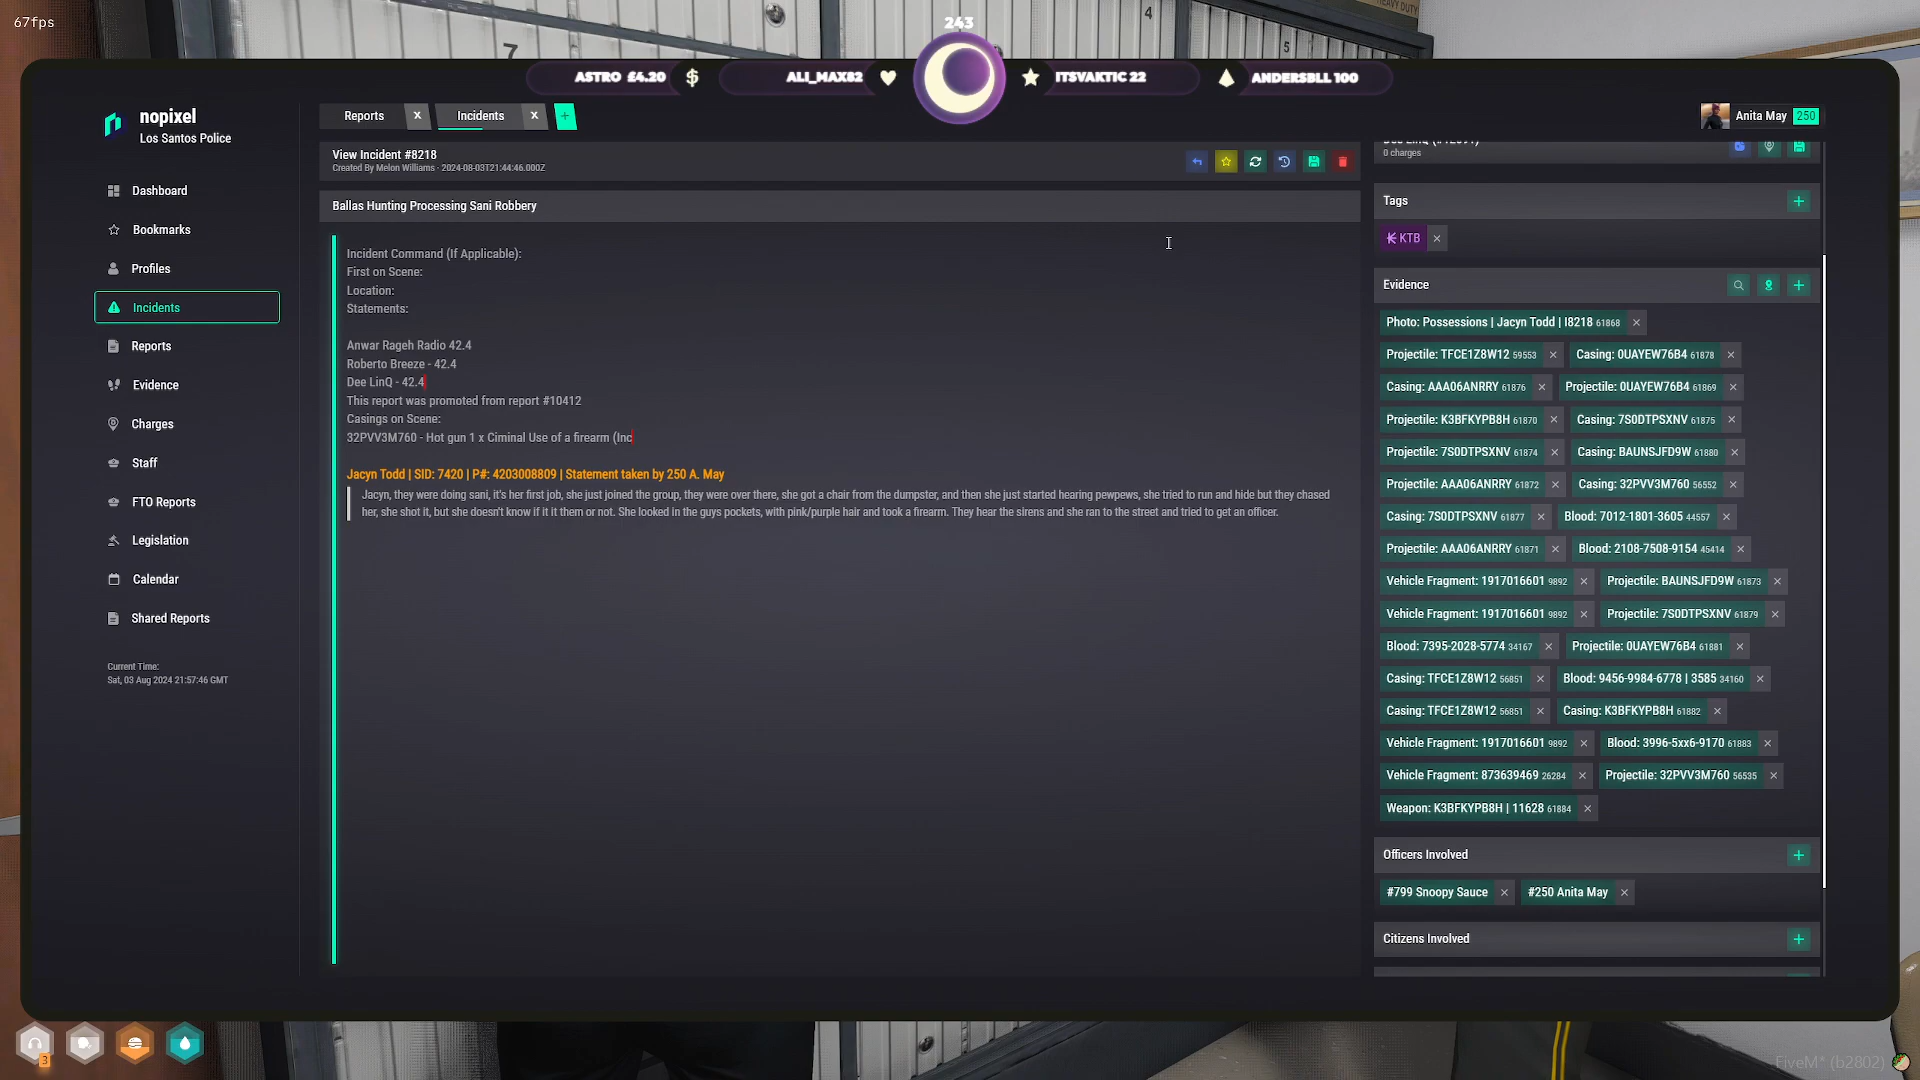 67fps
HEAVY DUTY
4
7
5
243
ASTRO £4.20
ALI_MAX82
ITSVAKTIC 22
ANDERSBLL 100
nopixel
Los Santos Police
Reports x
Incidents x
+
Anita May 250
View Incident #8218
Created By Melon Williams - 2024-08-03T21:44:46.000Z
0 charges
Dashboard
Bookmarks
Profiles
Incidents
Reports
Evidence
Charges
Staff
FTO Reports
Legislation
Calendar
Shared Reports
Current Time:
Sat, 03 Aug 2024 21:57:46 GMT
Ballas Hunting Processing Sani Robbery
Incident Command (If Applicable):
First on Scene:
Location:
Statements:
Anwar Rageh Radio 42.4
Roberto Breeze - 42.4
Dee LinQ - 42.4
This report was promoted from report #10412
Casings on Scene:
32PVV3M760 - Hot gun 1 x Ciminal Use of a firearm (Inc
Jacyn Todd | SID: 7420 | P#: 4203008809 | Statement taken by 250 A. May
Jacyn, they were doing sani, it's her first job, she just joined the group, they were over there, she got a chair from the dumpster, and then she just started hearing pewpews, she tried to run and hide but they chased
her, she shot it, but she doesn't know if it it them or not. She looked in the guys pockets, with pink/purple hair and took a firearm. They hear the sirens and she ran to the street and tried to get an officer.
Tags
KTB ×
Evidence
Photo: Possessions | Jacyn Todd | I8218 61868 ×
Projectile: TFCE1Z8W12 59553 × Casing: 0UAYEW76B4 61878 ×
Casing: AAA06ANRRY 61876 × Projectile: 0UAYEW76B4 61869 ×
Projectile: K3BFKYPB8H 61870 × Casing: 7S0DTPSXNV 61875 ×
Projectile: 7S0DTPSXNV 61874 × Casing: BAUNSJFD9W 61880 ×
Projectile: AAA06ANRRY 61872 × Casing: 32PVV3M760 56552 ×
Casing: 7S0DTPSXNV 61877 × Blood: 7012-1801-3605 44557 ×
Projectile: AAA06ANRRY 61871 × Blood: 2108-7508-9154 45414 ×
Vehicle Fragment: 1917016601 9892 × Projectile: BAUNSJFD9W 61873 ×
Vehicle Fragment: 1917016601 9892 × Projectile: 7S0DTPSXNV 61879 ×
Blood: 7395-2028-5774 34167 × Projectile: 0UAYEW76B4 61881 ×
Casing: TFCE1Z8W12 56851 × Blood: 9456-9984-6778 | 3585 34160 ×
Casing: TFCE1Z8W12 56851 × Casing: K3BFKYPB8H 61882 ×
Vehicle Fragment: 1917016601 9892 × Blood: 3996-5xx6-9170 61883 ×
Vehicle Fragment: 873639469 26284 × Projectile: 32PVV3M760 56535 ×
Weapon: K3BFKYPB8H | 11628 61884 ×
Officers Involved
#799 Snoopy Sauce × #250 Anita May ×
Citizens Involved
3
FiveM* (b2802)